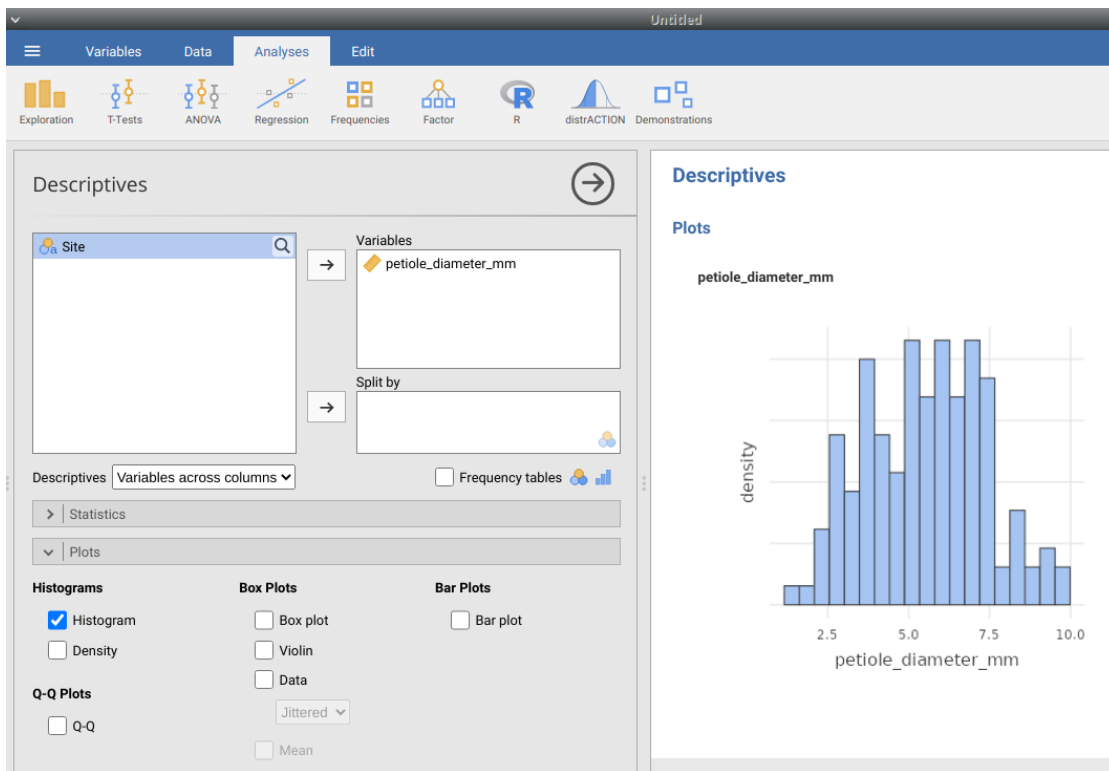 Untitled
Variables Data Analyses Edit
Exploration T-Tests ANOVA Regression Frequencies Factor R distrACTION Demonstrations
Descriptives
Site
Variables
petiole_diameter_mm
Split by
Descriptives Variables across columns Frequency tables
Statistics
Plots
Histograms Box Plots Bar Plots
Histogram Box plot Bar plot
Density Violin
Data
Q-Q Plots
Jittered
Q-Q
Mean
Descriptives
Plots
petiole_diameter_mm
density
2.5 5.0 7.5 10.0
petiole_diameter_mm